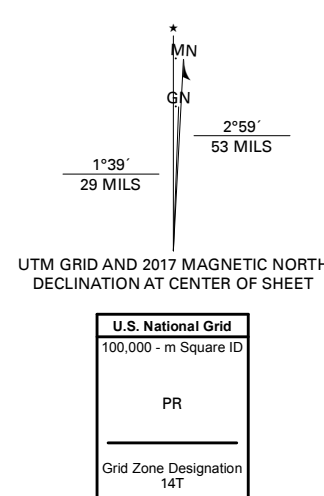 ★
MN
GN
2°59´
53 MILS
1°39´
29 MILS
UTM GRID AND 2017 MAGNETIC NORTH
DECLINATION AT CENTER OF SHEET
U.S. National Grid
100,000 - m Square ID
PR
Grid Zone Designation
14T